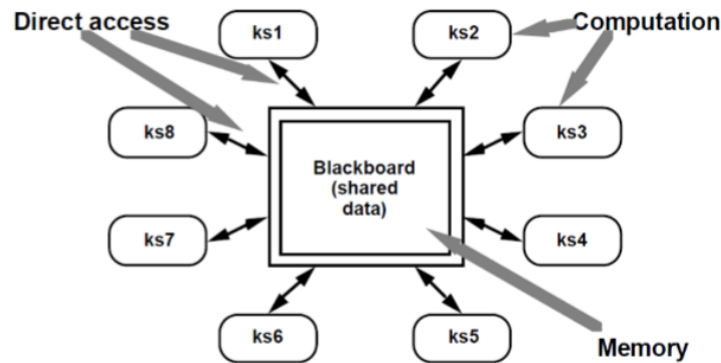 Direct access
ks1
ks2
Computation
ks8
ks3
Blackboard
(shared
data)
ks7
ks4
ks6
ks5
Memory